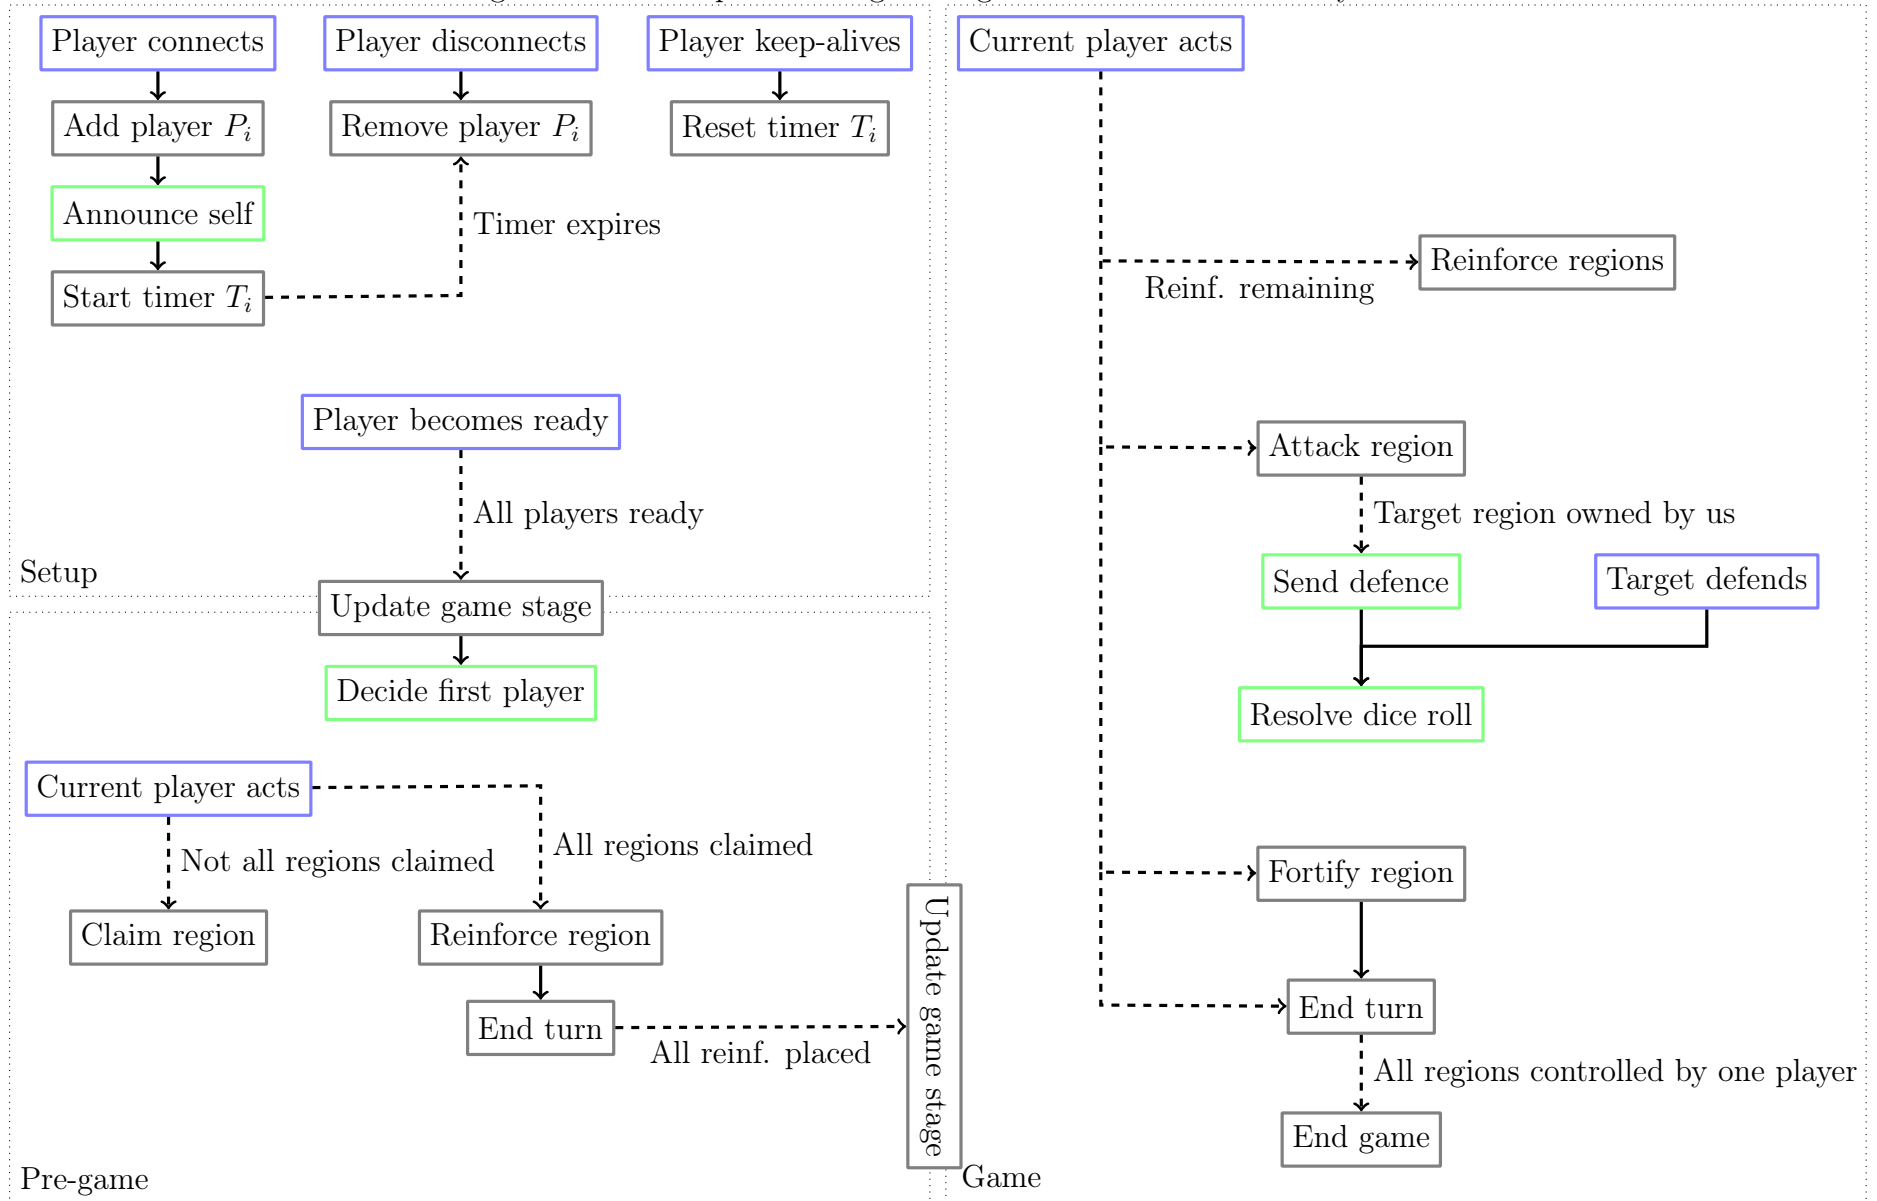 Player connects
Player disconnects
Player keep-alives
Add player P_i
Remove player P_i
Reset timer T_i
Announce self
Timer expires
Start timer T_i
Player becomes ready
All players ready
Setup
Update game stage
Decide first player
Current player acts
Not all regions claimed
All regions claimed
Claim region
Reinforce region
End turn
All reinf. placed
Update game stage
Pre-game
Current player acts
Reinforce regions
Reinf. remaining
Attack region
Target region owned by us
Send defence
Target defends
Resolve dice roll
Fortify region
End turn
All regions controlled by one player
End game
Game